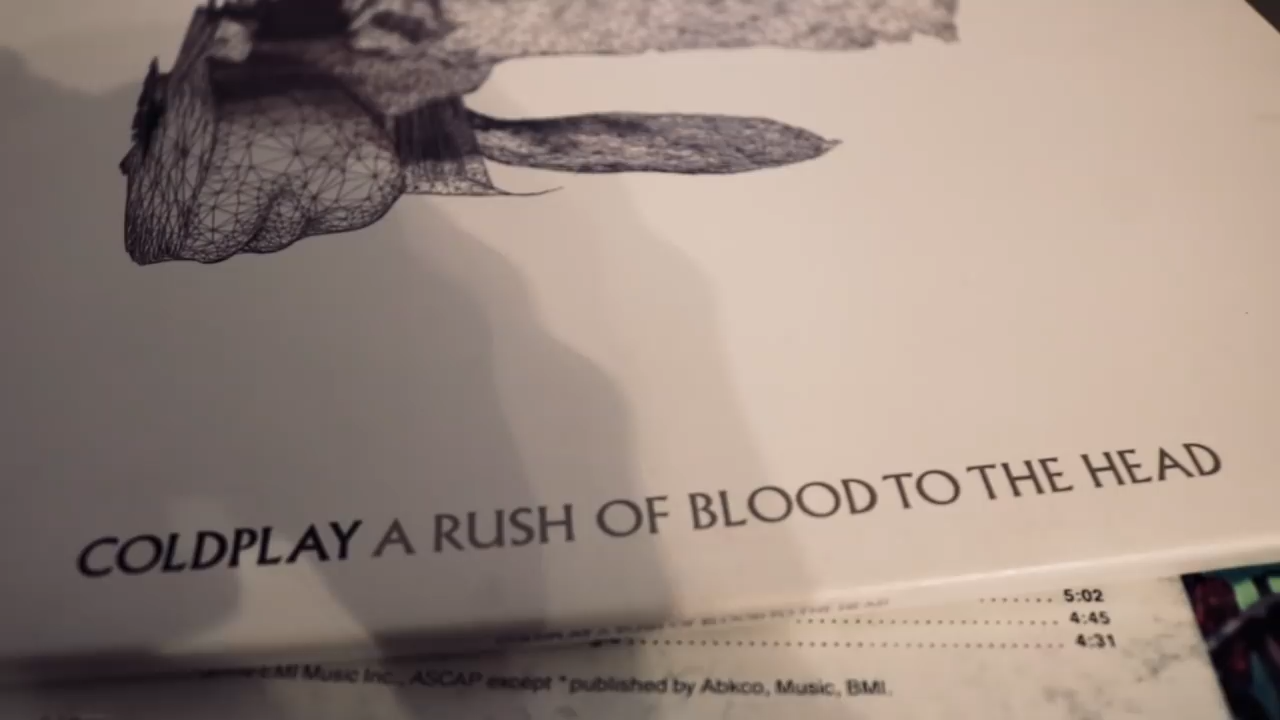 COLDPLAY A RUSH OF BLOOD TO THE HEAD
5:02
4:45
4:31
Music Inc., ASCAP except *published by Abkco, Music, BMI.